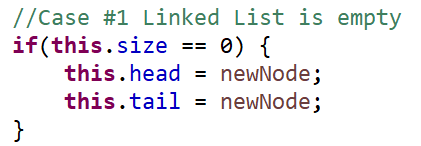 //Case #1 Linked List is empty
if(this.size == 0) {
    this.head = newNode;
    this.tail = newNode;
}